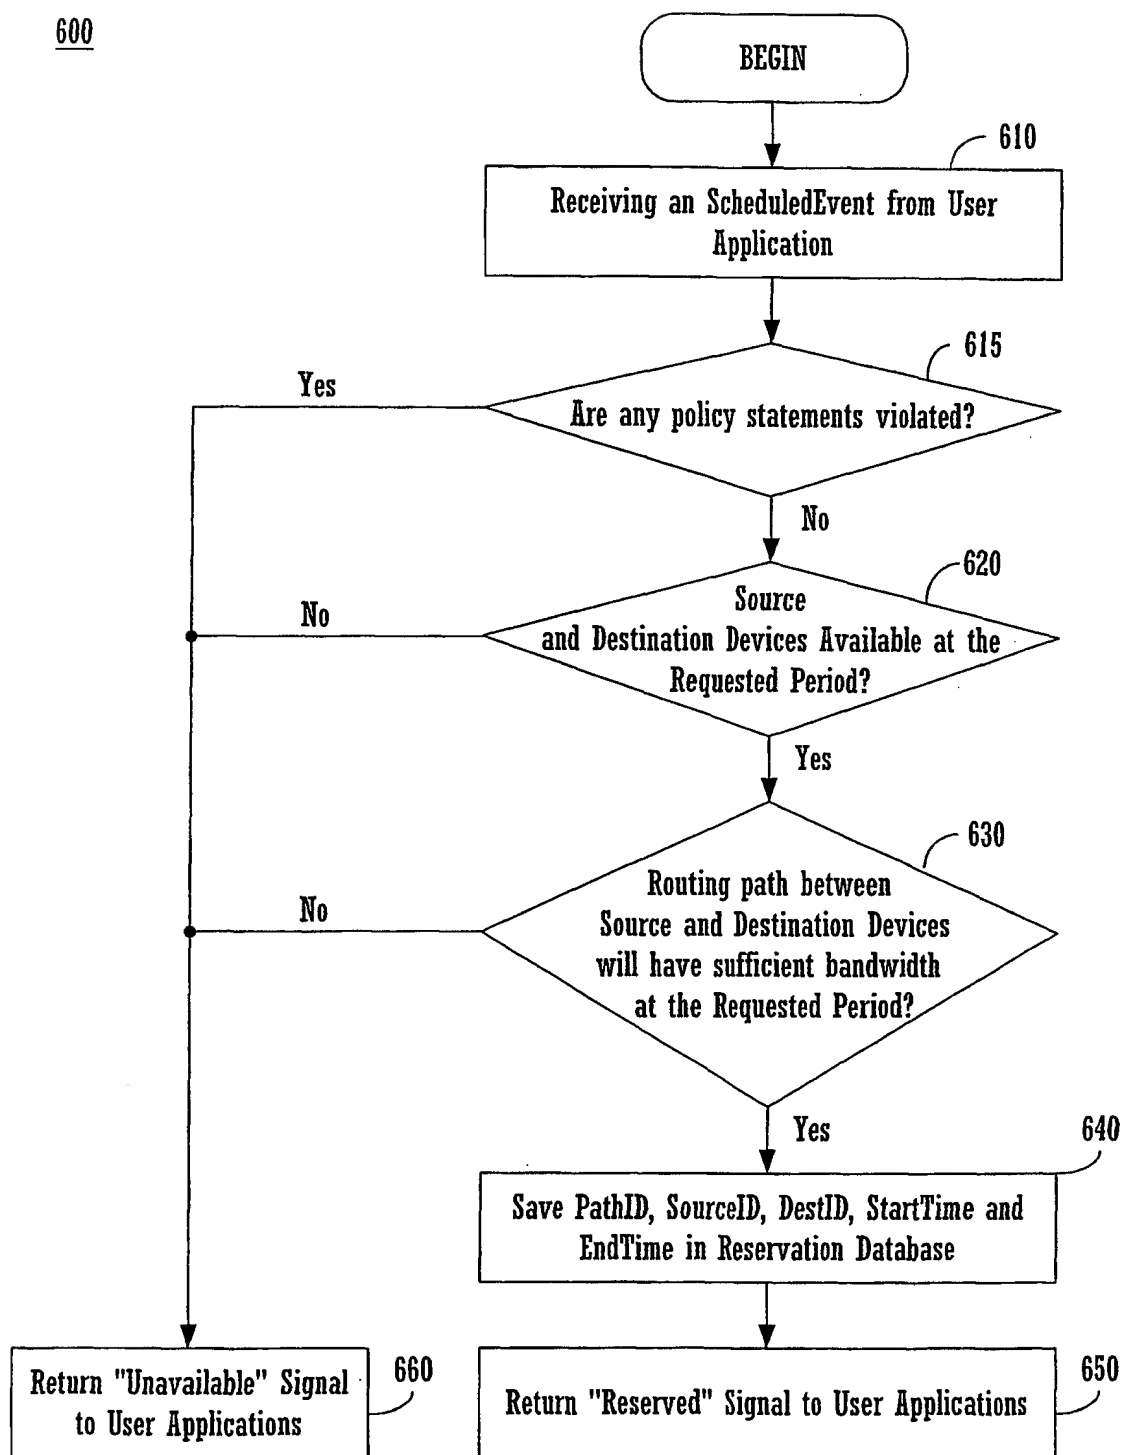 600
BEGIN
610
Receiving an ScheduledEvent from User
Application
615
Yes
Are any policy statements violated?
No
620
Source
No
and Destination Devices Available at the
Requested Period?
Yes
630
Routing path between
No
Source and Destination Devices
will have sufficient bandwidth
at the Requested Period?
Yes
640
Save PathID, SourceID, DestID, StartTime and
EndTime in Reservation Database
Return "Unavailable" Signal
to User Applications
660
Return "Reserved" Signal to User Applications
650